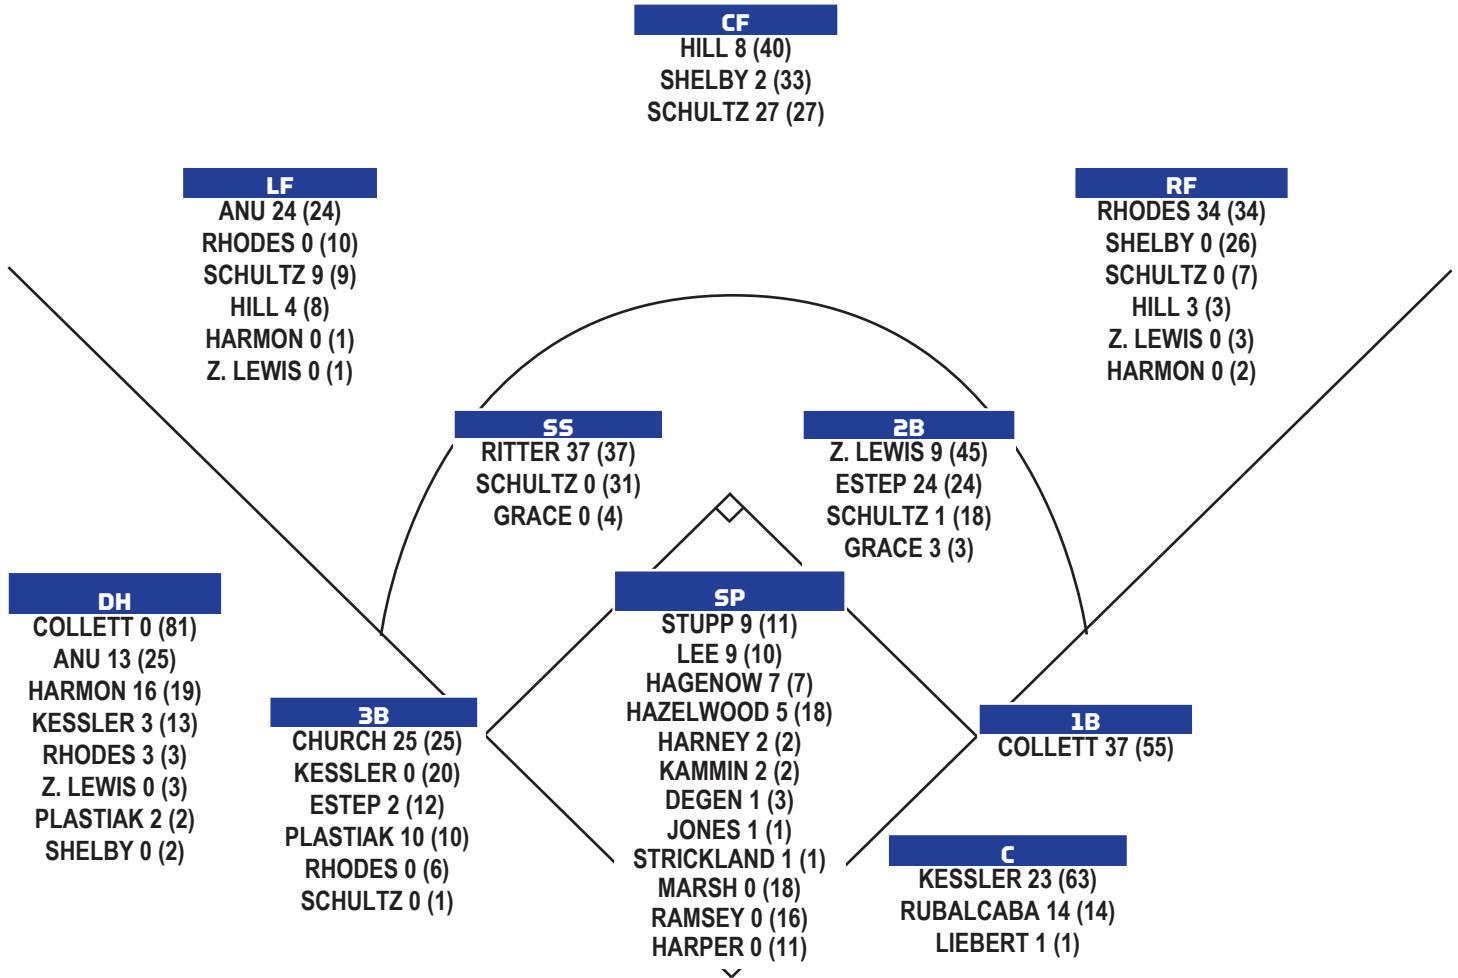 CF
HILL 8 (40)
SHELBY 2 (33)
SCHULTZ 27 (27)
LF
ANU 24 (24)
RHODES 0 (10)
SCHULTZ 9 (9)
HILL 4 (8)
HARMON 0 (1)
Z. LEWIS 0 (1)
RF
RHODES 34 (34)
SHELBY 0 (26)
SCHULTZ 0 (7)
HILL 3 (3)
Z. LEWIS 0 (3)
HARMON 0 (2)
SS
RITTER 37 (37)
SCHULTZ 0 (31)
GRACE 0 (4)
2B
Z. LEWIS 9 (45)
ESTEP 24 (24)
SCHULTZ 1 (18)
GRACE 3 (3)
DH
COLLETT 0 (81)
ANU 13 (25)
HARMON 16 (19)
KESSLER 3 (13)
RHODES 3 (3)
Z. LEWIS 0 (3)
PLASTIAK 2 (2)
SHELBY 0 (2)
3B
CHURCH 25 (25)
KESSLER 0 (20)
ESTEP 2 (12)
PLASTIAK 10 (10)
RHODES 0 (6)
SCHULTZ 0 (1)
SP
STUPP 9 (11)
LEE 9 (10)
HAGENOW 7 (7)
HAZELWOOD 5 (18)
HARNEY 2 (2)
KAMMIN 2 (2)
DEGEN 1 (3)
JONES 1 (1)
STRICKLAND 1 (1)
MARSH 0 (18)
RAMSEY 0 (16)
HARPER 0 (11)
1B
COLLETT 37 (55)
C
KESSLER 23 (63)
RUBALCABA 14 (14)
LIEBERT 1 (1)